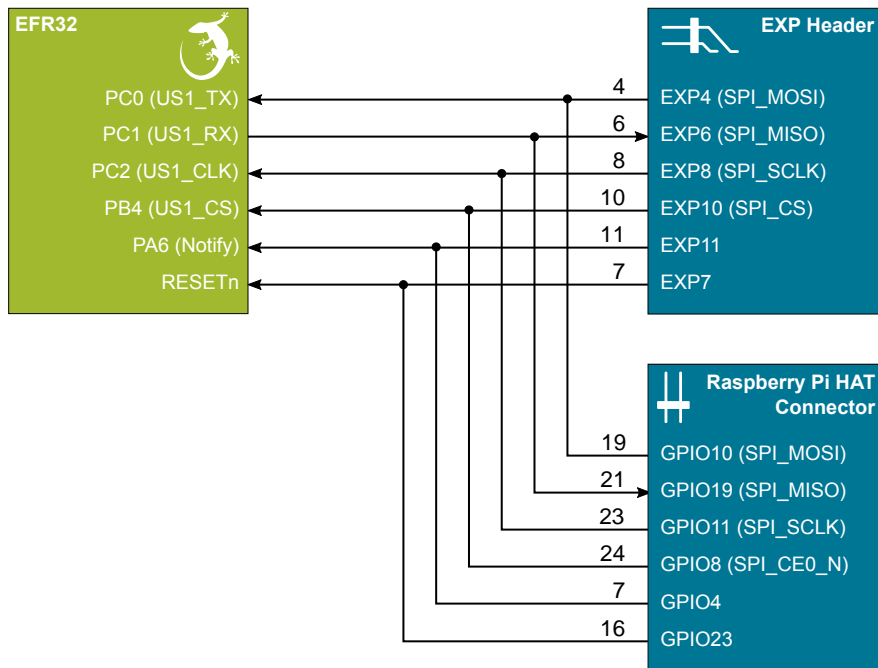 EFR32
EXP Header
PC0 (US1_TX)
4
EXP4 (SPI_MOSI)
PC1 (US1_RX)
6
EXP6 (SPI_MISO)
PC2 (US1_CLK)
8
EXP8 (SPI_SCLK)
PB4 (US1_CS)
10
EXP10 (SPI_CS)
PA6 (Notify)
11
EXP11
RESETn
7
EXP7
Raspberry Pi HAT
Connector
19
GPIO10 (SPI_MOSI)
21
GPIO19 (SPI_MISO)
23
GPIO11 (SPI_SCLK)
24
GPIO8 (SPI_CE0_N)
7
GPIO4
16
GPIO23